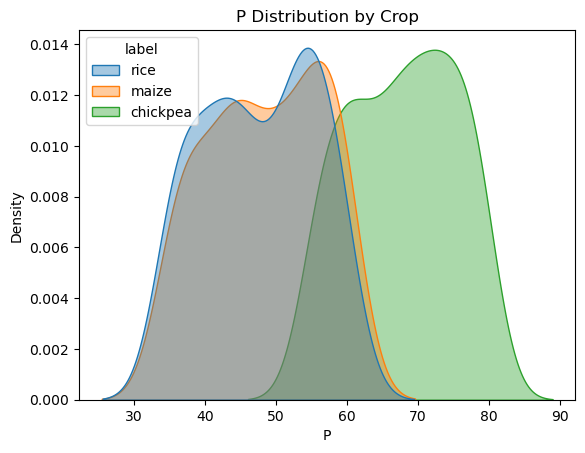 P Distribution by Crop
label
rice
maize
chickpea
Density
0.014
0.012
0.010
0.008
0.006
0.004
0.002
0.000
30 40 50 60 70 80 90
P